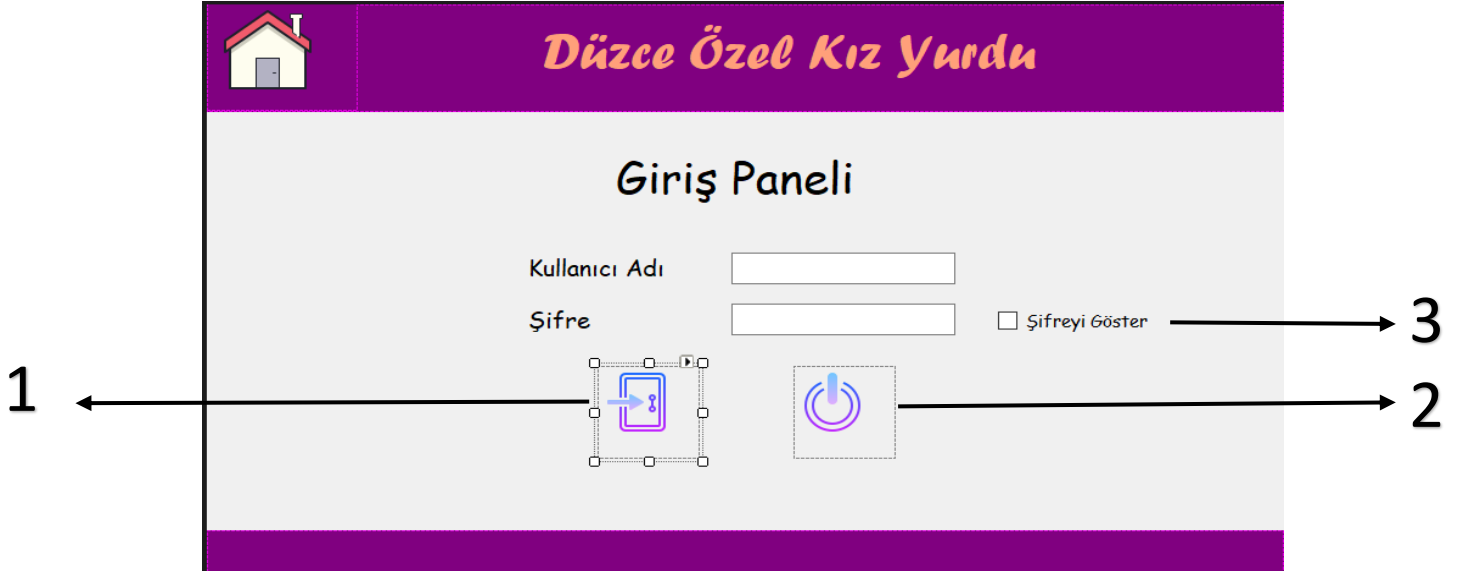 Düzce Özel Kız Yurdu
Giriş Paneli
Kullanıcı Adı
Şifre
Şifreyi Göster
3
1
2